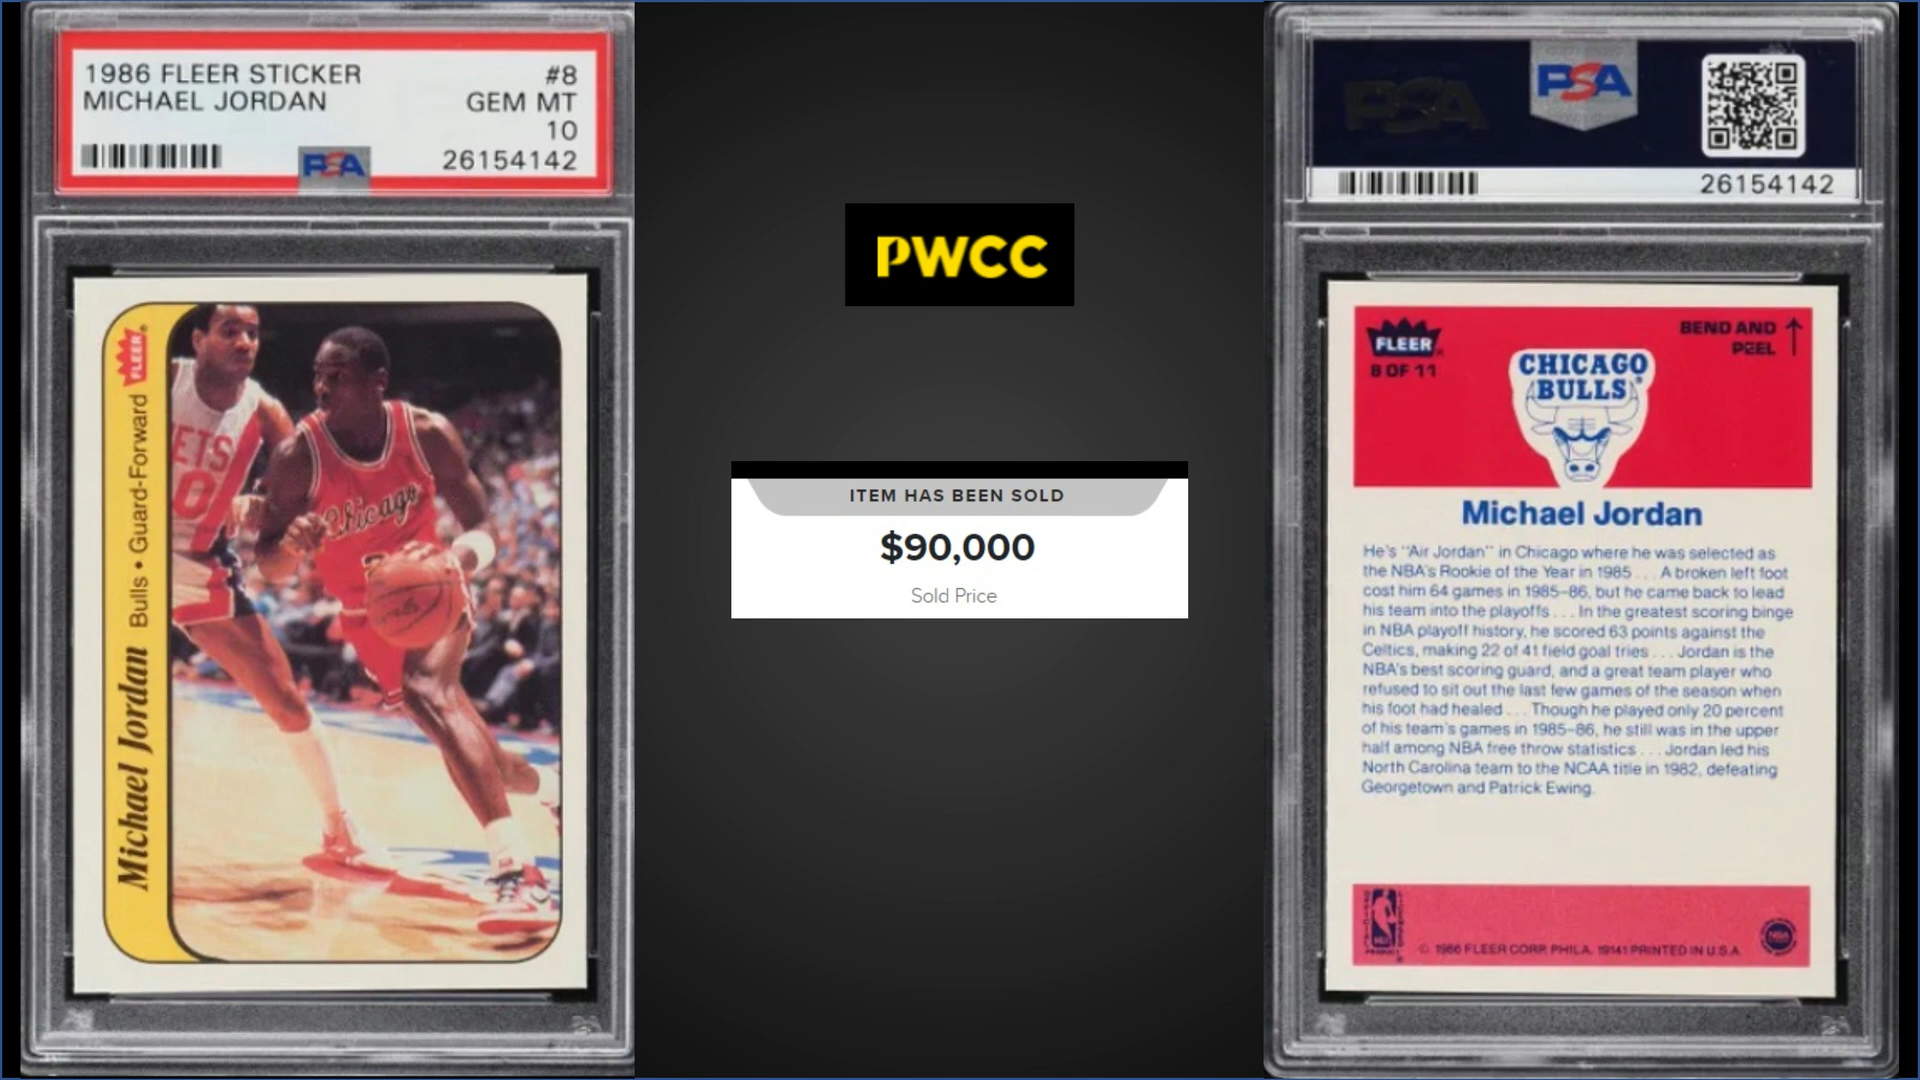 1986 FLEER STICKER #8
MICHAEL JORDAN GEM MT
10
PSA 26154142
FLEER®
Michael Jordan Bulls • Guard-Forward
ETS
0
Chicago
PWCC
ITEM HAS BEEN SOLD
$90,000
Sold Price
PSA
PSA
26154142
FLEER®
8 OF 11
BEND AND
PEEL
CHICAGO
BULLS®
Michael Jordan
He's "Air Jordan" in Chicago where he was selected as
the NBA's Rookie of the Year in 1985 . . . A broken left foot
cost him 64 games in 1985–86, but he came back to lead
his team into the playoffs . . . In the greatest scoring binge
in NBA playoff history, he scored 63 points against the
Celtics, making 22 of 41 field goal tries . . . Jordan is the
NBA's best scoring guard, and a great team player who
refused to sit out the last few games of the season when
his foot had healed . . . Though he played only 20 percent
of his team's games in 1985–86, he still was in the upper
half among NBA free throw statistics . . . Jordan led his
North Carolina team to the NCAA title in 1982, defeating
Georgetown and Patrick Ewing.
© 1986 FLEER CORP. PHILA. 19141 PRINTED IN U.S.A.